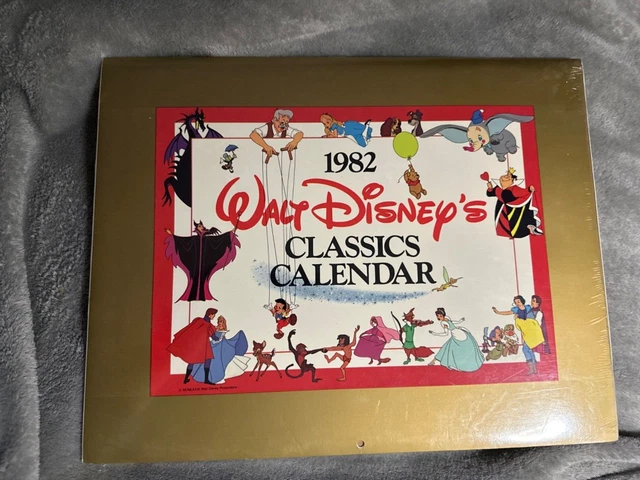 1982
WALT DISNEY'S
CLASSICS
CALENDAR